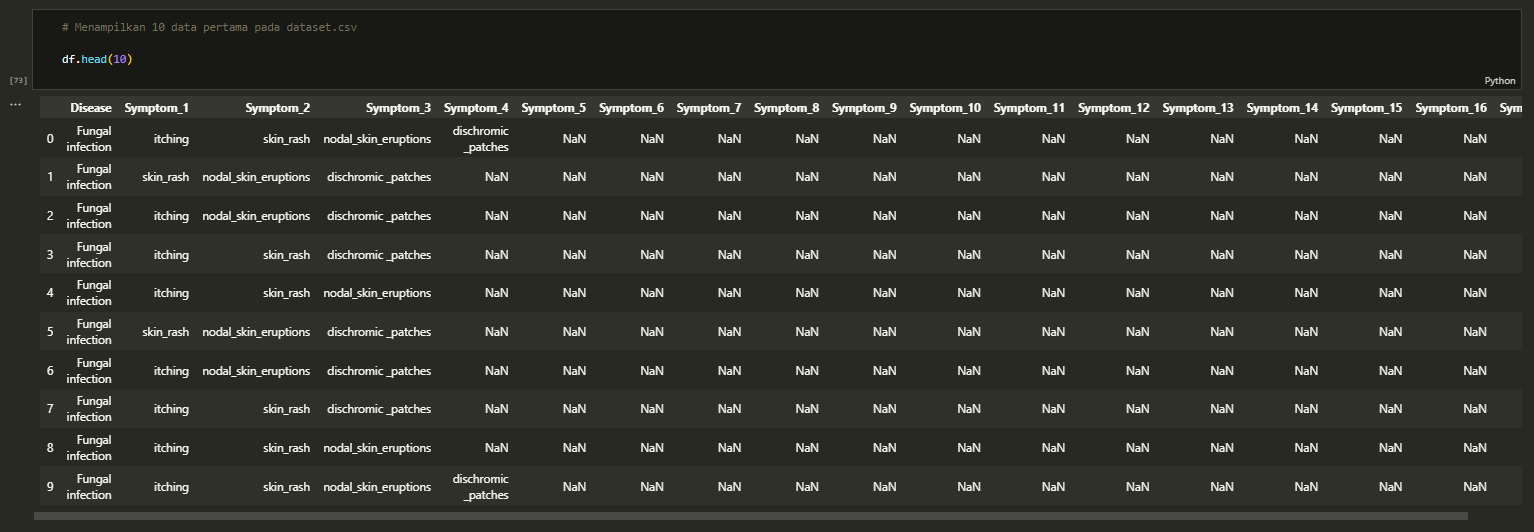 # Menampilkan 10 data pertama pada dataset.csv
df.head(10)
[73]
Python
...
Disease Symptom_1 Symptom_2 Symptom_3 Symptom_4 Symptom_5 Symptom_6 Symptom_7 Symptom_8 Symptom_9 Symptom_10 Symptom_11 Symptom_12 Symptom_13 Symptom_14 Symptom_15 Symptom_16 Sym
0 Fungal infection itching skin_rash nodal_skin_eruptions dischromic _patches NaN NaN NaN NaN NaN NaN NaN NaN NaN NaN NaN NaN
1 Fungal infection skin_rash nodal_skin_eruptions dischromic _patches NaN NaN NaN NaN NaN NaN NaN NaN NaN NaN NaN NaN NaN
2 Fungal infection itching nodal_skin_eruptions dischromic _patches NaN NaN NaN NaN NaN NaN NaN NaN NaN NaN NaN NaN NaN
3 Fungal infection itching skin_rash dischromic _patches NaN NaN NaN NaN NaN NaN NaN NaN NaN NaN NaN NaN NaN
4 Fungal infection itching skin_rash nodal_skin_eruptions NaN NaN NaN NaN NaN NaN NaN NaN NaN NaN NaN NaN NaN
5 Fungal infection skin_rash nodal_skin_eruptions dischromic _patches NaN NaN NaN NaN NaN NaN NaN NaN NaN NaN NaN NaN NaN
6 Fungal infection itching nodal_skin_eruptions dischromic _patches NaN NaN NaN NaN NaN NaN NaN NaN NaN NaN NaN NaN NaN
7 Fungal infection itching skin_rash dischromic _patches NaN NaN NaN NaN NaN NaN NaN NaN NaN NaN NaN NaN NaN
8 Fungal infection itching skin_rash nodal_skin_eruptions NaN NaN NaN NaN NaN NaN NaN NaN NaN NaN NaN NaN NaN
9 Fungal infection itching skin_rash nodal_skin_eruptions dischromic _patches NaN NaN NaN NaN NaN NaN NaN NaN NaN NaN NaN NaN